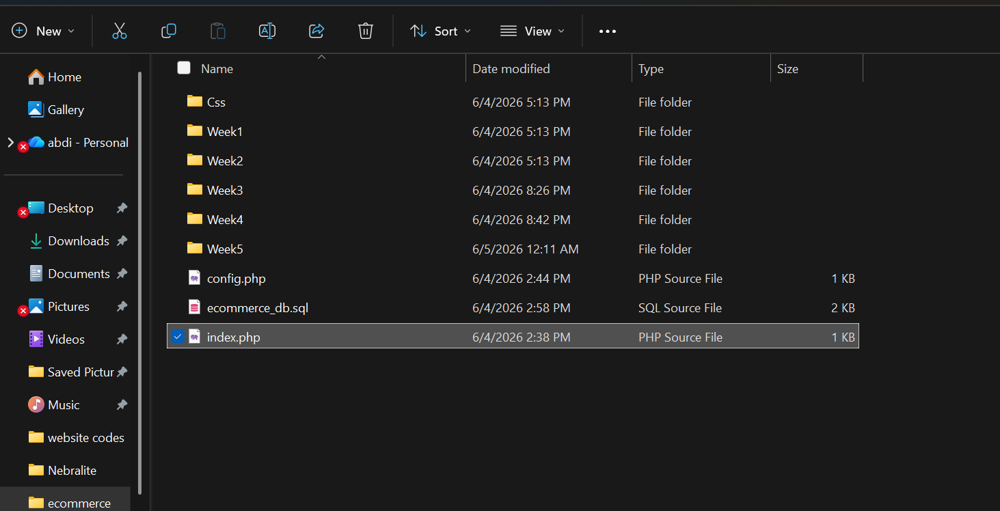 New Sort View
Name Date modified Type Size
Home
Gallery
abdi - Personal
Desktop
Downloads
Documents
Pictures
Videos
Saved Pictur
Music
website codes
Nebralite
ecommerce
Css 6/4/2026 5:13 PM File folder
Week1 6/4/2026 5:13 PM File folder
Week2 6/4/2026 5:13 PM File folder
Week3 6/4/2026 8:26 PM File folder
Week4 6/4/2026 8:42 PM File folder
Week5 6/5/2026 12:11 AM File folder
config.php 6/4/2026 2:44 PM PHP Source File 1 KB
ecommerce_db.sql 6/4/2026 2:58 PM SQL Source File 2 KB
index.php 6/4/2026 2:38 PM PHP Source File 1 KB